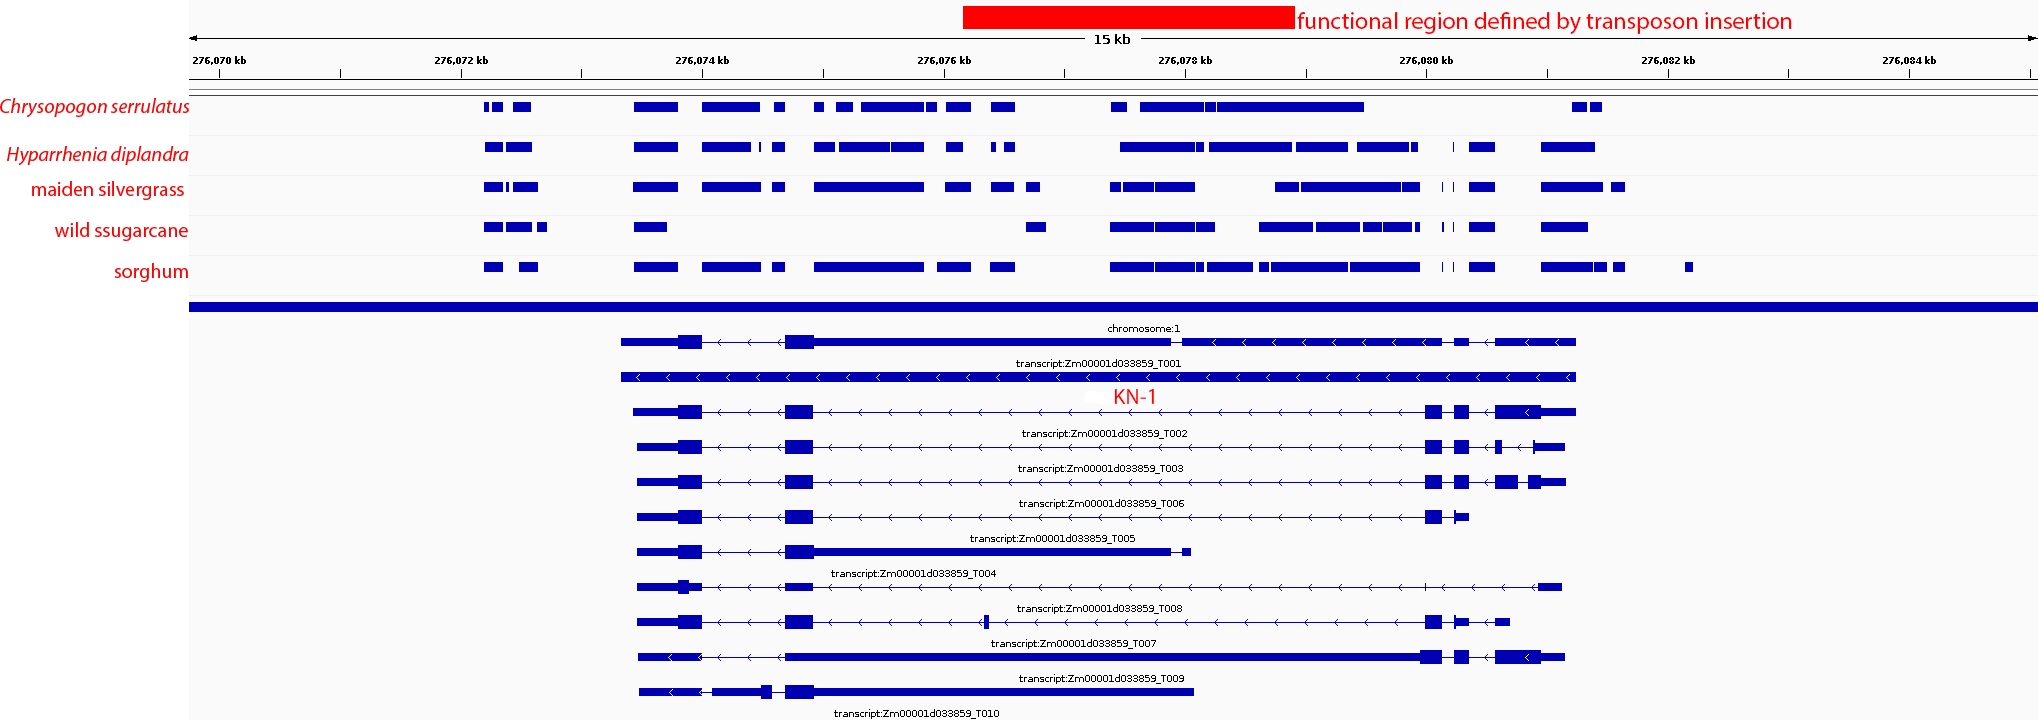 functional region defined by transposon insertion
15 kb
276,070 kb 276,072 kb 276,074 kb 276,076 kb 276,078 kb 276,080 kb 276,082 kb 276,084 kb
Chrysopogon serrulatus
Hyparrhenia diplandra
maiden silvergrass
wild ssugarcane
sorghum
chromosome:1
transcript:Zm00001d033859_T001
KN-1
transcript:Zm00001d033859_T002
transcript:Zm00001d033859_T003
transcript:Zm00001d033859_T006
transcript:Zm00001d033859_T005
transcript:Zm00001d033859_T004
transcript:Zm00001d033859_T008
transcript:Zm00001d033859_T007
transcript:Zm00001d033859_T009
transcript:Zm00001d033859_T010